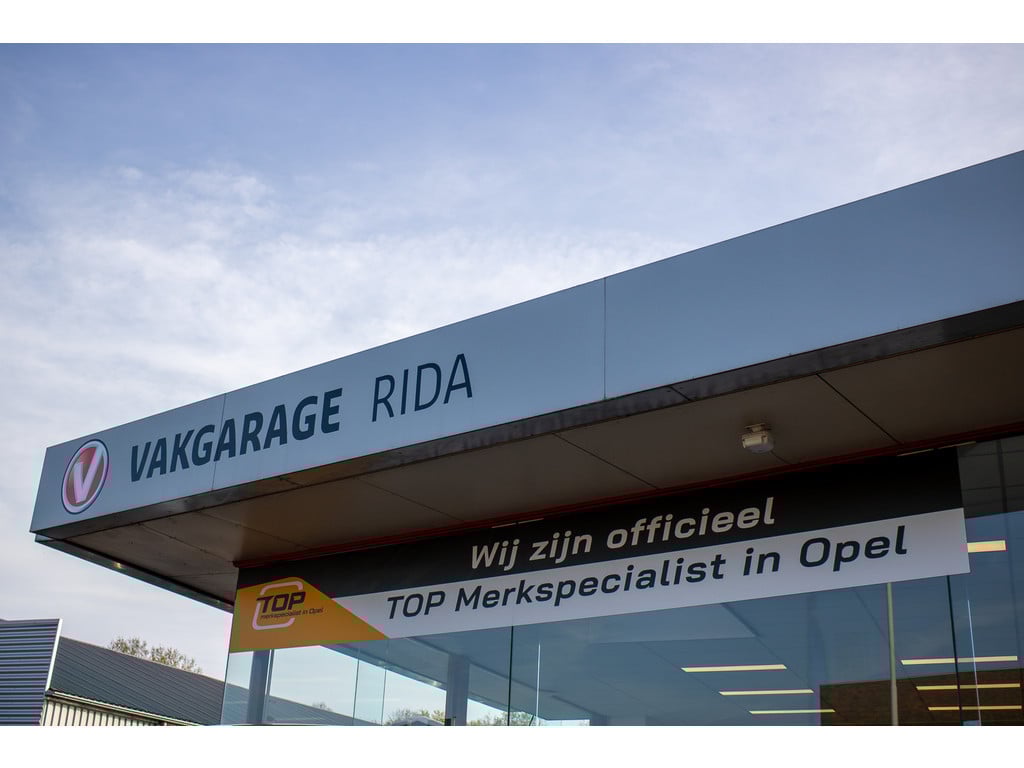 V
VAKGARAGE RIDA
Wij zijn officieel
TOP Merkspecialist in Opel
TOP
merkspecialist in Opel